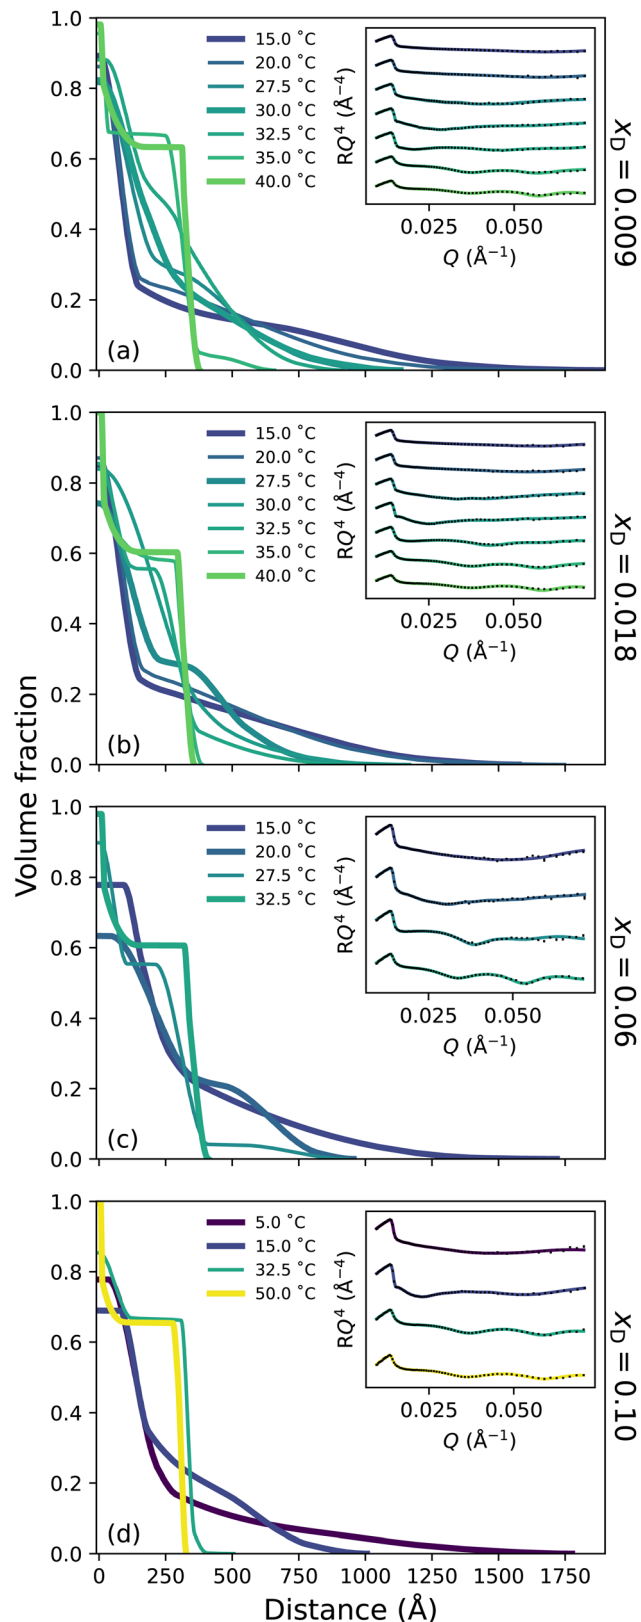 1.0
0.8
0.6
0.4
0.2
0.0
15.0 °C
20.0 °C
27.5 °C
30.0 °C
32.5 °C
35.0 °C
40.0 °C
RQ⁴ (Å⁻⁴)
0.025 0.050
Q (Å⁻¹)
(a)
x_D = 0.009
1.0
0.8
0.6
0.4
0.2
0.0
15.0 °C
20.0 °C
27.5 °C
30.0 °C
32.5 °C
35.0 °C
40.0 °C
RQ⁴ (Å⁻⁴)
0.025 0.050
Q (Å⁻¹)
(b)
x_D = 0.018
Volume fraction
1.0
0.8
0.6
0.4
0.2
0.0
15.0 °C
20.0 °C
27.5 °C
32.5 °C
RQ⁴ (Å⁻⁴)
0.025 0.050
Q (Å⁻¹)
(c)
x_D = 0.06
1.0
0.8
0.6
0.4
0.2
0.0
5.0 °C
15.0 °C
32.5 °C
50.0 °C
RQ⁴ (Å⁻⁴)
0.025 0.050
Q (Å⁻¹)
(d)
x_D = 0.10
0 250 500 750 1000 1250 1500 1750
Distance (Å)